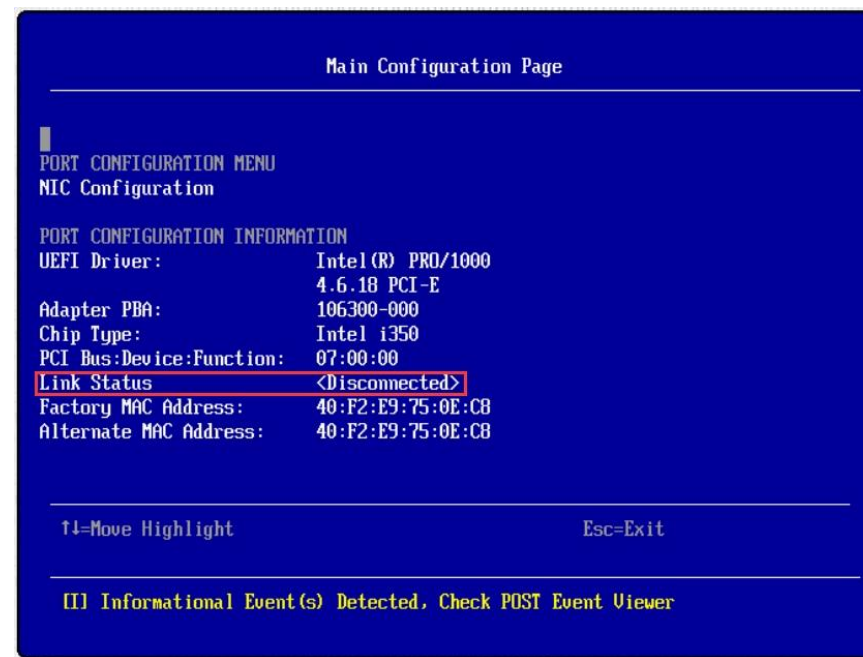 Main Configuration Page
PORT CONFIGURATION MENU
NIC Configuration
PORT CONFIGURATION INFORMATION
UEFI Driver: Intel(R) PRO/1000
4.6.18 PCI-E
Adapter PBA: 106300-000
Chip Type: Intel i350
PCI Bus:Device:Function: 07:00:00
Link Status <Disconnected>
Factory MAC Address: 40:F2:E9:75:0E:C8
Alternate MAC Address: 40:F2:E9:75:0E:C8
↑↓=Move Highlight Esc=Exit
[I] Informational Event(s) Detected, Check POST Event Viewer